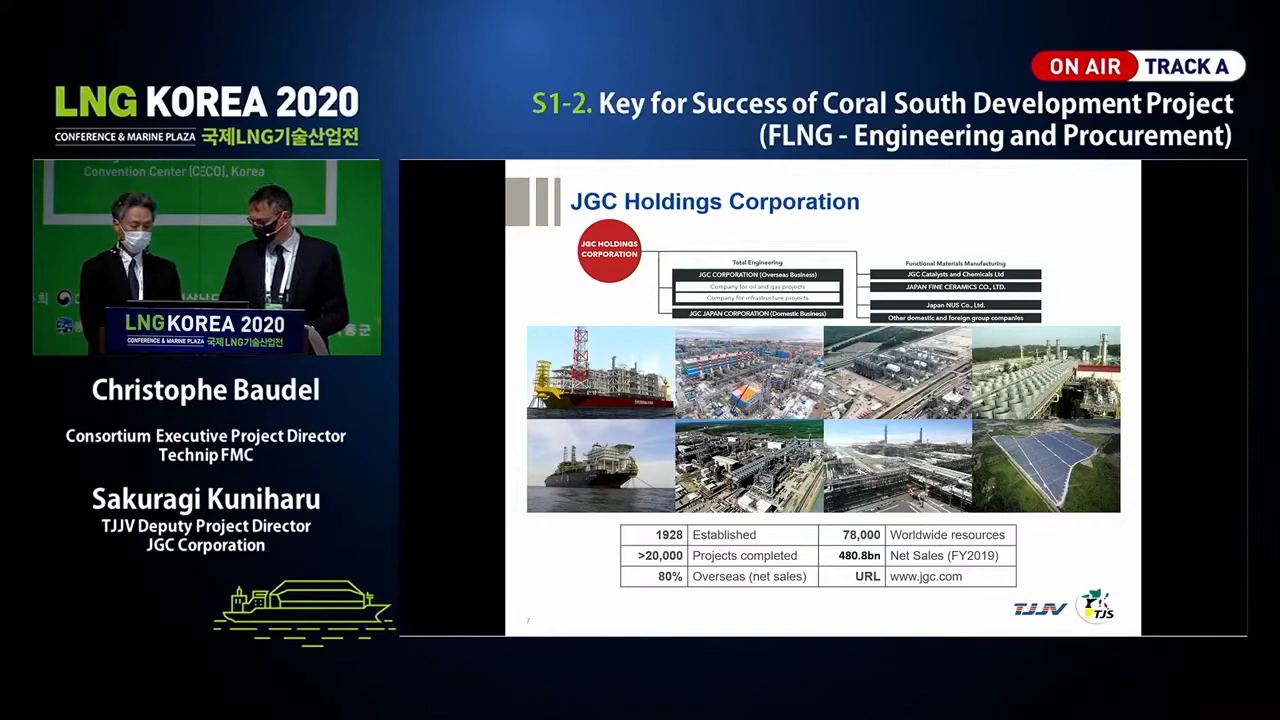 ON AIR TRACK A
LNG KOREA 2020
CONFERENCE & MARINE PLAZA 국제LNG기술산업전
S1-2. Key for Success of Coral South Development Project
(FLNG - Engineering and Procurement)
Convention Center (CECO), Korea
LNG KOREA 2020
CONFERENCE & MARINE PLAZA 국제LNG기술산업전
Christophe Baudel
Consortium Executive Project Director
Technip FMC
Sakuragi Kuniharu
TJJV Deputy Project Director
JGC Corporation
JGC Holdings Corporation
JGC HOLDINGS
CORPORATION
Total Engineering
JGC CORPORATION (Overseas Business)
Company for oil and gas projects
Company for infrastructure projects
JGC JAPAN CORPORATION (Domestic Business)
Functional Materials Manufacturing
JGC Catalysts and Chemicals Ltd
JAPAN FINE CERAMICS CO., LTD.
Japan NUS Co., Ltd.
Other domestic and foreign group companies
1928 Established 78,000 Worldwide resources
>20,000 Projects completed 480.8bn Net Sales (FY2019)
80% Overseas (net sales) URL www.jgc.com
7
TJJV
TJS